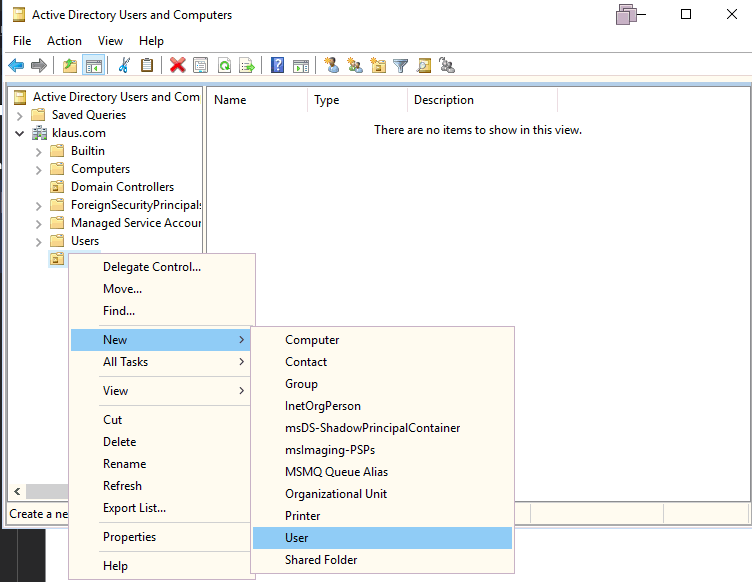 Active Directory Users and Computers
File Action View Help
Active Directory Users and Com
Name Type Description
Saved Queries
There are no items to show in this view.
klaus.com
Builtin
Computers
Domain Controllers
ForeignSecurityPrincipals
Managed Service Accour
Users
Delegate Control...
Move...
Find...
New
All Tasks
View
Cut
Delete
Rename
Refresh
Export List...
Properties
Help
Computer
Contact
Group
InetOrgPerson
msDS-ShadowPrincipalContainer
msImaging-PSPs
MSMQ Queue Alias
Organizational Unit
Printer
User
Shared Folder
Create a ne